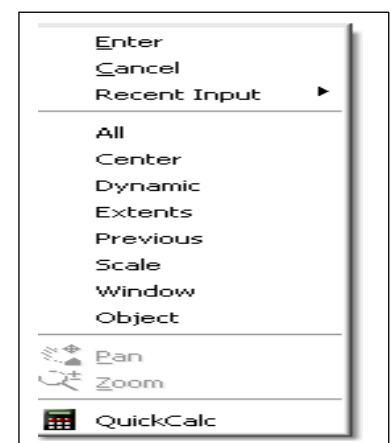 Enter
Cancel
Recent Input
All
Center
Dynamic
Extents
Previous
Scale
Window
Object
Pan
Zoom
QuickCalc